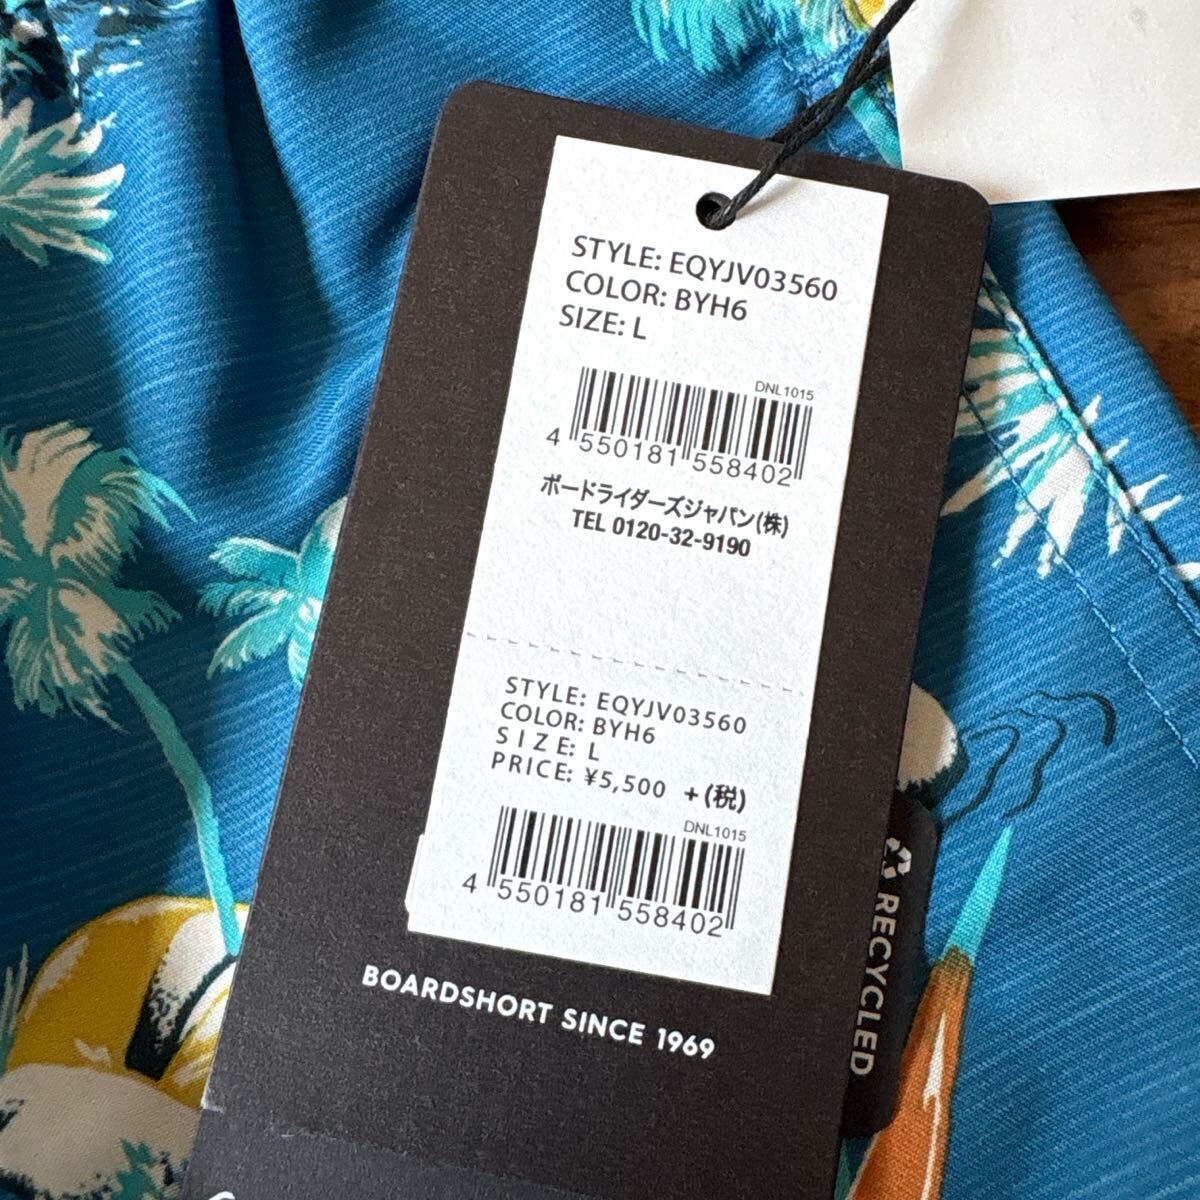 STYLE: EQYJV03560
COLOR: BYH6
SIZE: L
DNL1015
4 550181 558402
ボードライダーズジャパン(株)
TEL 0120-32-9190
STYLE: EQYJV03560
COLOR: BYH6
SIZE: L
PRICE: ¥5,500 +(税)
DNL1015
4 550181 558402
BOARDSHORT SINCE 1969
RECYCLED